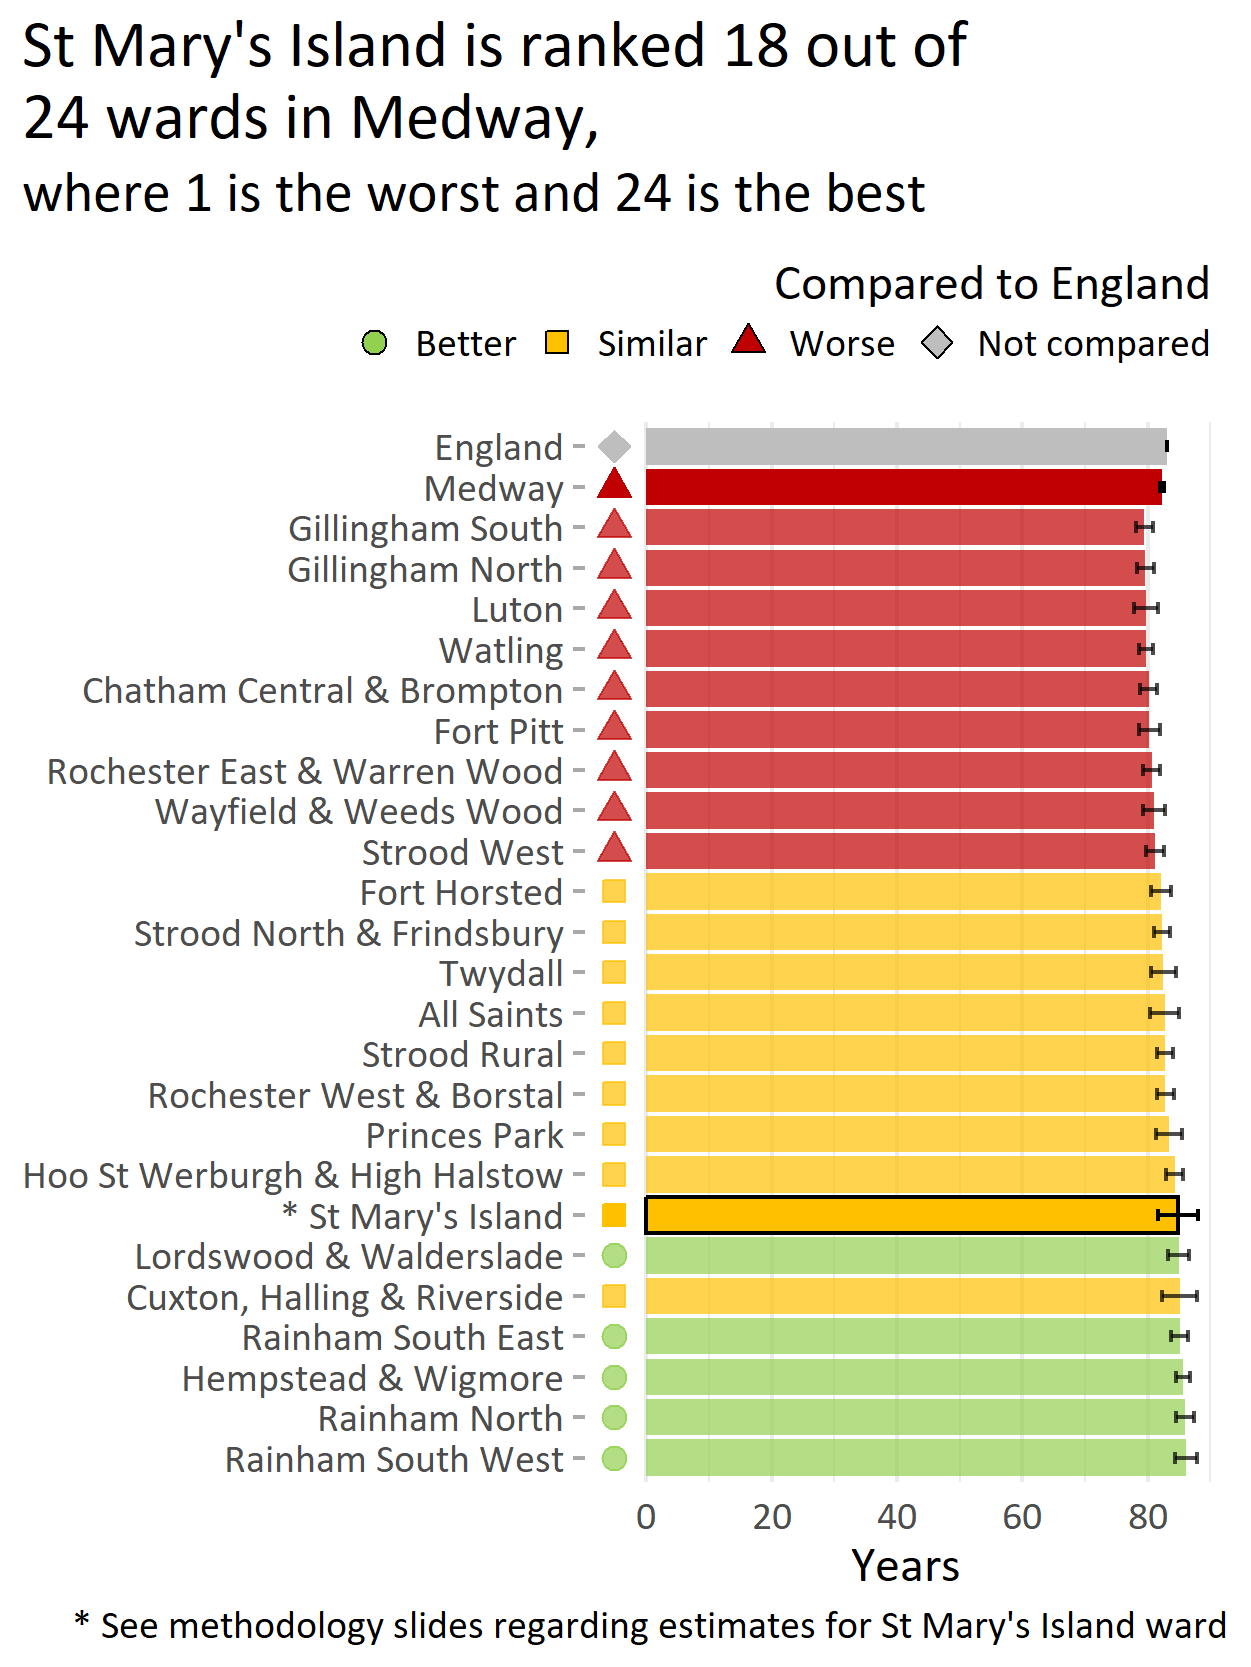 St Mary's Island is ranked 18 out of
24 wards in Medway,
where 1 is the worst and 24 is the best
Compared to England
Better Similar Worse Not compared
England
Medway
Gillingham South
Gillingham North
Luton
Watling
Chatham Central & Brompton
Fort Pitt
Rochester East & Warren Wood
Wayfield & Weeds Wood
Strood West
Fort Horsted
Strood North & Frindsbury
Twydall
All Saints
Strood Rural
Rochester West & Borstal
Princes Park
Hoo St Werburgh & High Halstow
* St Mary's Island
Lordswood & Walderslade
Cuxton, Halling & Riverside
Rainham South East
Hempstead & Wigmore
Rainham North
Rainham South West
0 20 40 60 80
Years
* See methodology slides regarding estimates for St Mary's Island ward